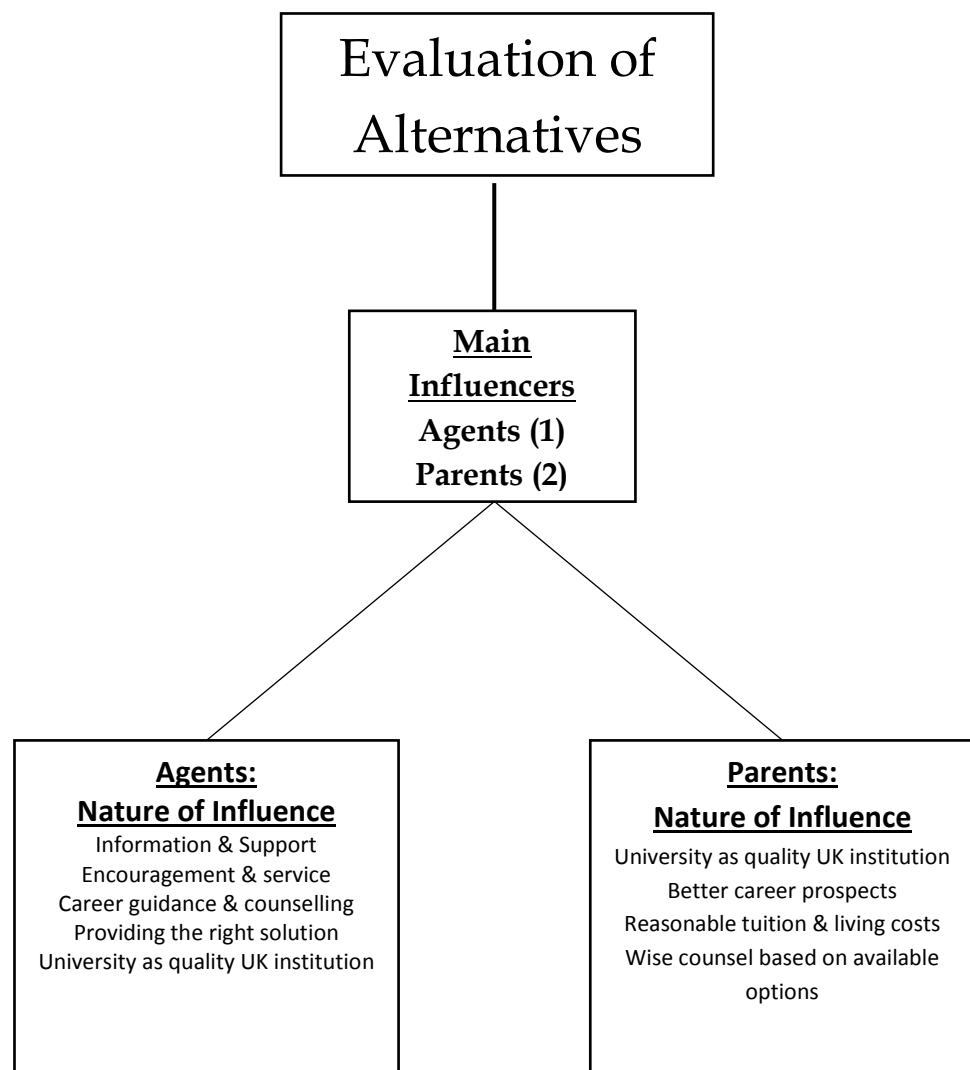 Evaluation of
Alternatives
Main
Influencers
Agents (1)
Parents (2)
Agents:
Nature of Influence
Information & Support
Encouragement & service
Career guidance & counselling
Providing the right solution
University as quality UK institution
Parents:
Nature of Influence
University as quality UK institution
Better career prospects
Reasonable tuition & living costs
Wise counsel based on available
options